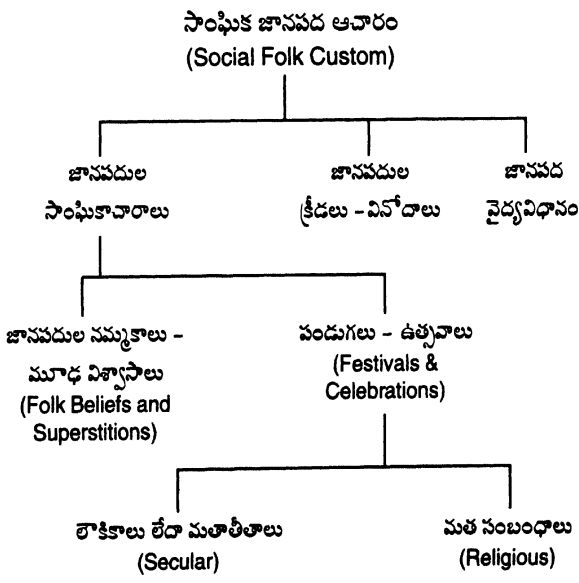 సాంఘిక జానపద ఆచారం
(Social Folk Custom)
జానపదుల
సాంఘికాచారాలు
జానపదుల
క్రీడలు – వినోదాలు
జానపద
వైద్యవిధానం
జానపదుల నమ్మకాలు –
మూఢ విశ్వాసాలు
(Folk Beliefs and
Superstitions)
పండుగలు – ఉత్సవాలు
(Festivals &
Celebrations)
లౌకికాలు లేదా మతాతీతాలు
(Secular)
మత సంబంధాలు
(Religious)